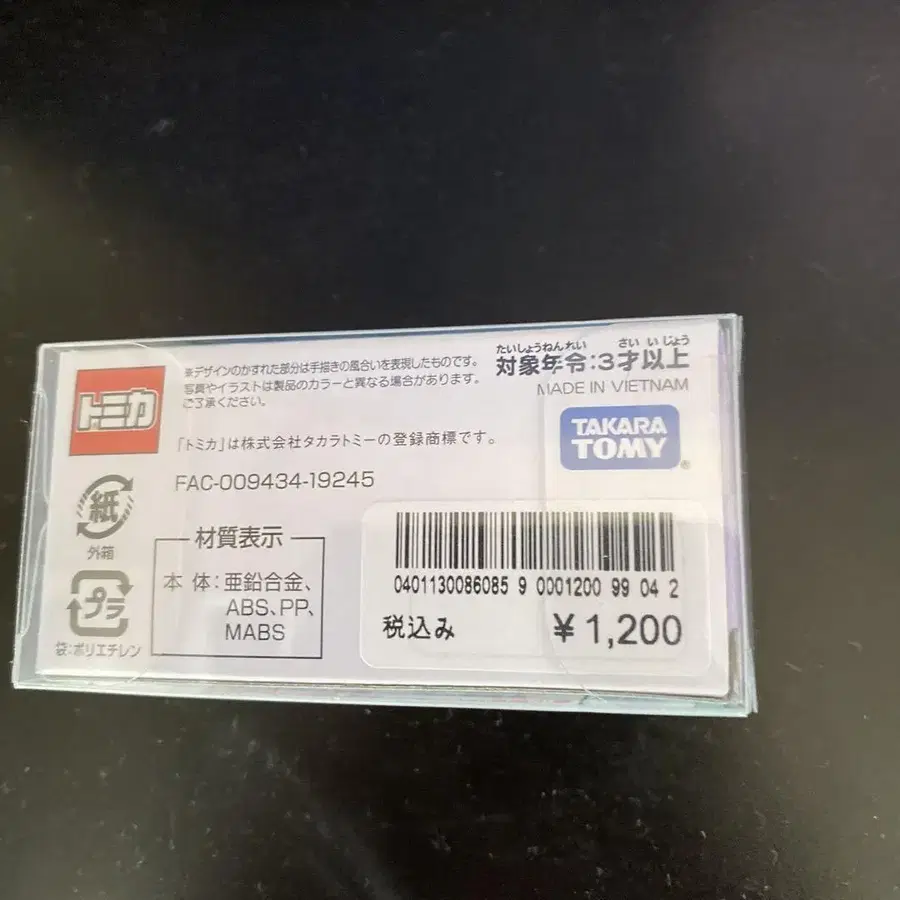 ※デザインのかすれた部分は手描きの風合いを表現したものです。
写真やイラストは製品のカラーと異なる場合があります。
ご了承ください。
たいしょうねんれい さい いじょう
対象年令:3才以上
MADE IN VIETNAM
トミカ
TAKARA
TOMY
®
「トミカ」は株式会社タカラトミーの登録商標です。
FAC-009434-19245
紙
外箱
プラ
袋:ポリエチレン
材質表示
本 体:亜鉛合金、
ABS、PP、
MABS
0401130086085 9 0001200 99 04 2
税込み ¥1,200